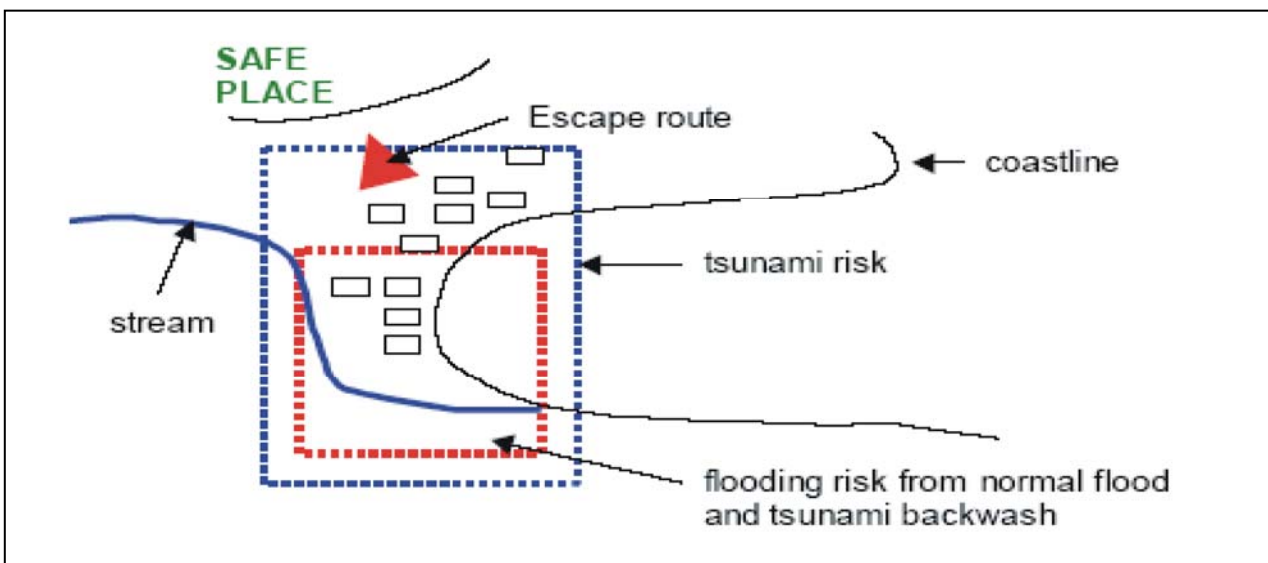 SAFE
PLACE
Escape route
coastline
tsunami risk
stream
flooding risk from normal flood
and tsunami backwash